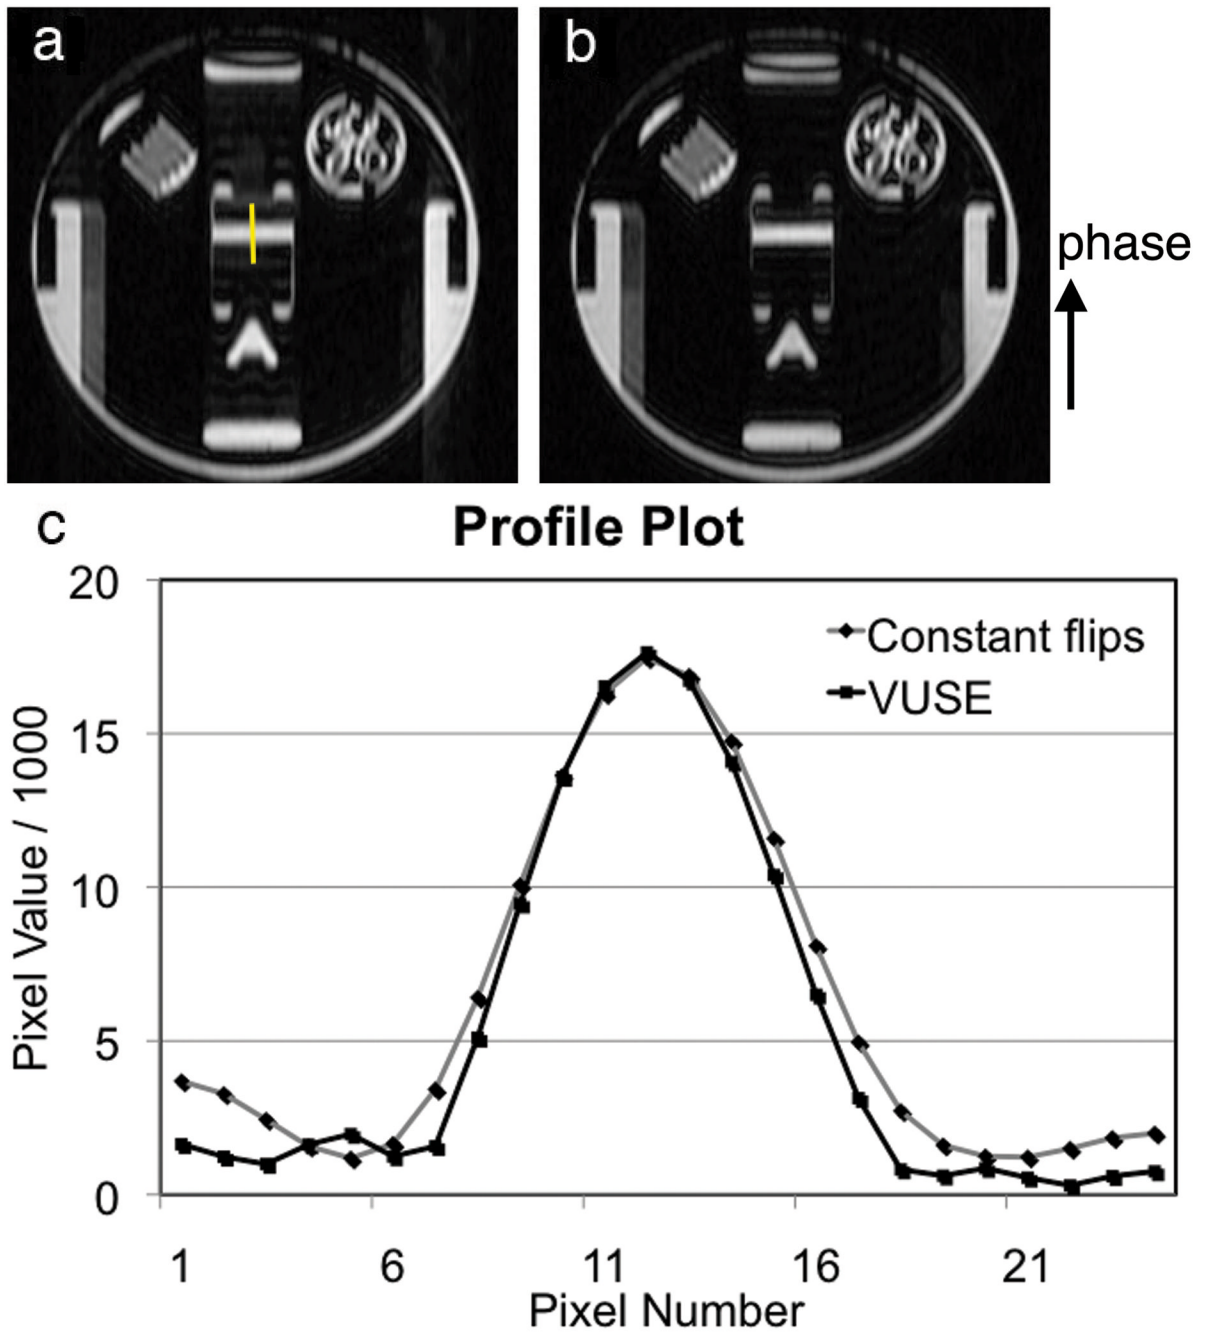 a
b
phase
c
Profile Plot
20
15
10
5
0
Pixel Value / 1000
Constant flips
VUSE
1 6 11 16 21
Pixel Number